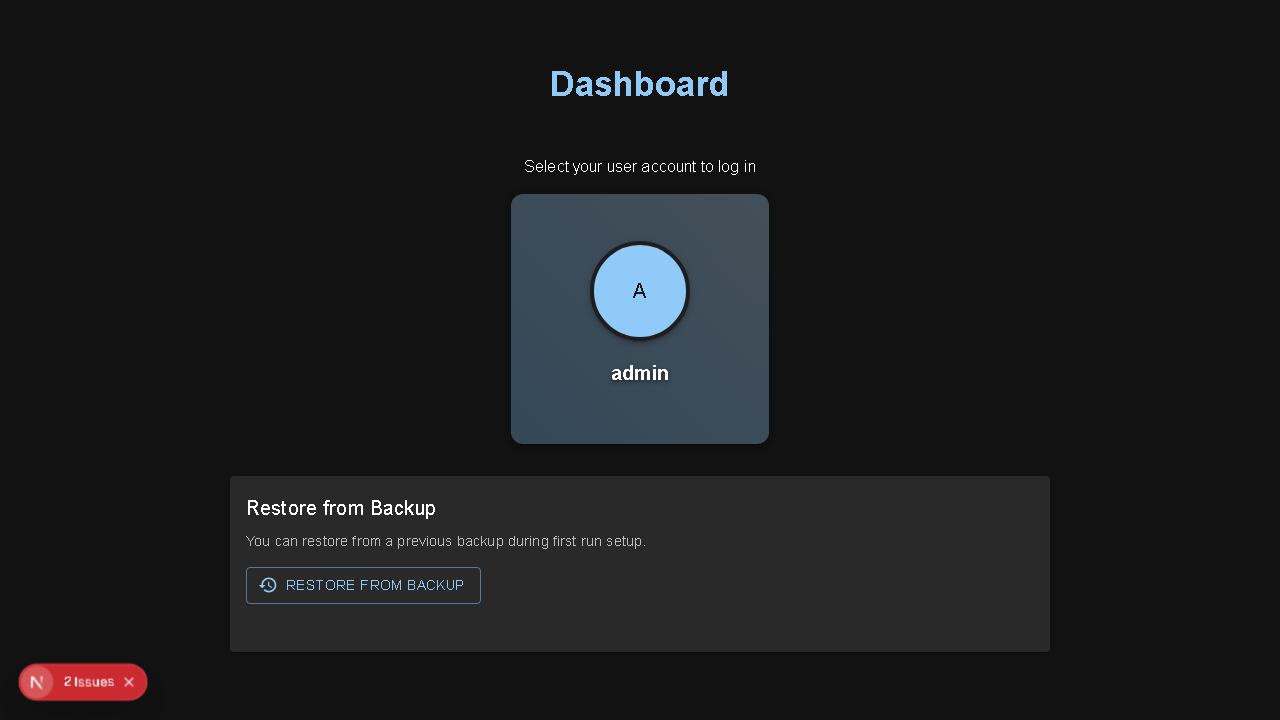 Dashboard
Select your user account to log in
A
admin
Restore from Backup
You can restore from a previous backup during first run setup.
RESTORE FROM BACKUP
N 2 Issues